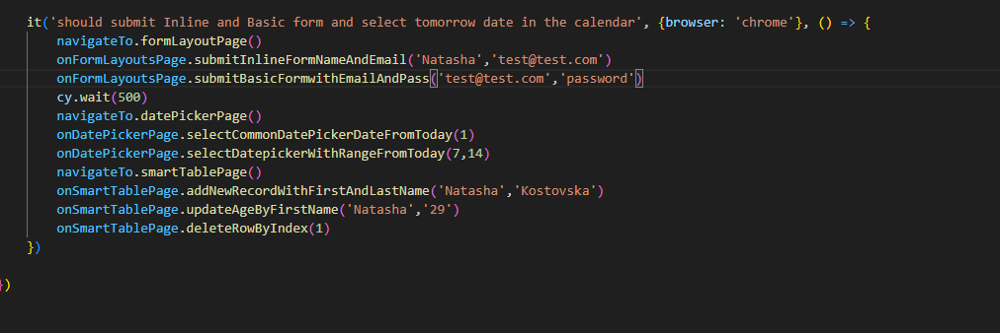 it('should submit Inline and Basic form and select tomorrow date in the calendar', {browser: 'chrome'}, () => {
navigateTo.formLayoutPage()
onFormLayoutsPage.submitInlineFormNameAndEmail('Natasha','test@test.com')
onFormLayoutsPage.submitBasicFormwithEmailAndPass('test@test.com','password')
cy.wait(500)
navigateTo.datePickerPage()
onDatePickerPage.selectCommonDatePickerDateFromToday(1)
onDatePickerPage.selectDatepickerWithRangeFromToday(7,14)
navigateTo.smartTablePage()
onSmartTablePage.addNewRecordWithFirstAndLastName('Natasha','Kostovska')
onSmartTablePage.updateAgeByFirstName('Natasha','29')
onSmartTablePage.deleteRowByIndex(1)
})
})